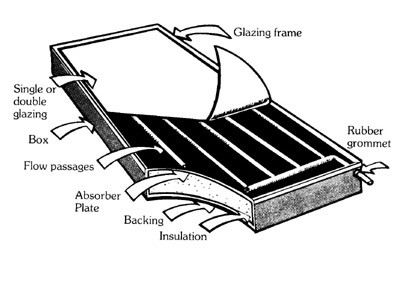 Glazing frame
Single or
double
glazing
Box
Flow passages
Absorber
Plate
Backing
Insulation
Rubber
grommet